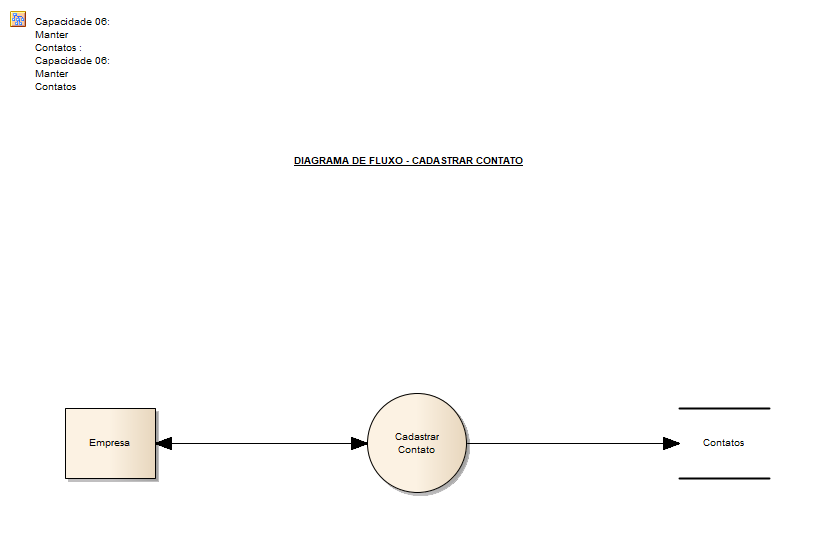 Capacidade 06:
Manter
Contatos :
Capacidade 06:
Manter
Contatos
DIAGRAMA DE FLUXO - CADASTRAR CONTATO
Empresa
Cadastrar
Contato
Contatos